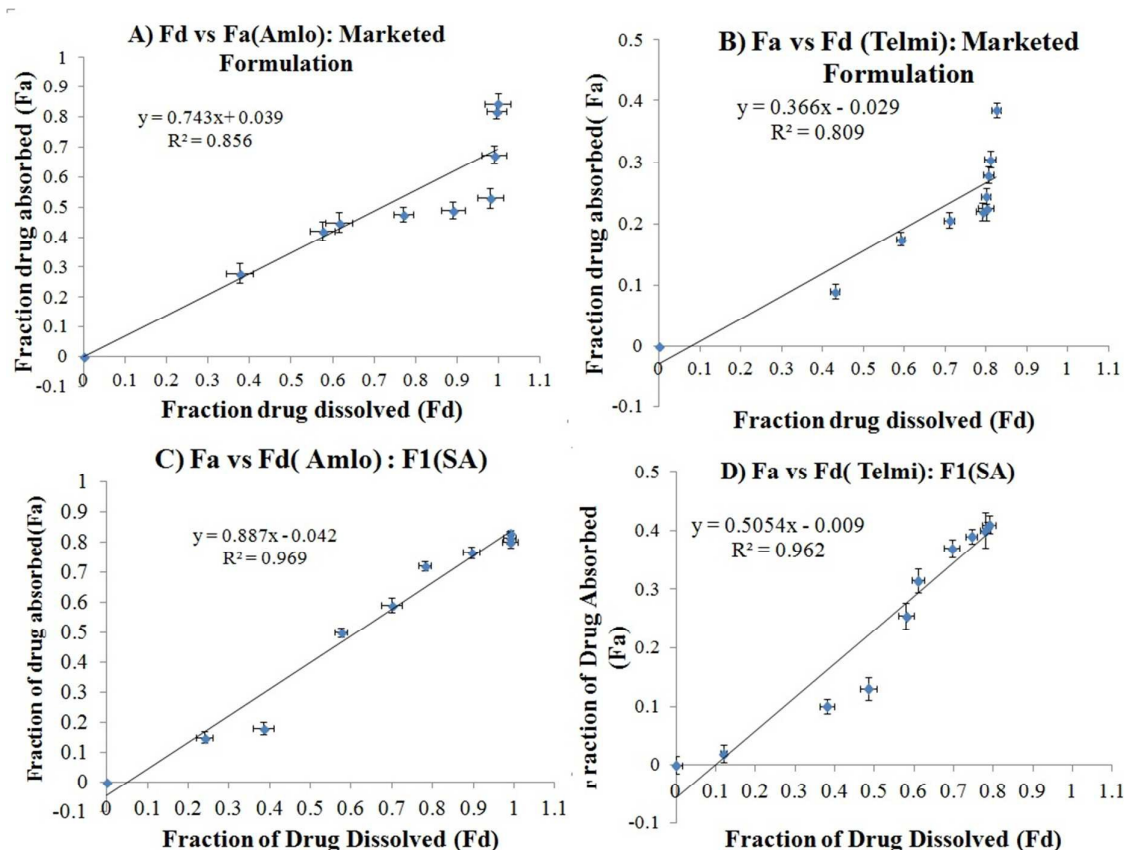 A) Fd vs Fa(Amlo): Marketed
Formulation
y = 0.743x+ 0.039
R² = 0.856
Fraction drug absorbed (Fa)
1
0.9
0.8
0.7
0.6
0.5
0.4
0.3
0.2
0.1
0
-0.1
0 0.1 0.2 0.3 0.4 0.5 0.6 0.7 0.8 0.9 1 1.1
Fraction drug dissolved (Fd)
B) Fa vs Fd (Telmi): Marketed
Formulation
y = 0.366x - 0.029
R² = 0.809
Fraction drug absorbed( Fa)
0.5
0.4
0.3
0.2
0.1
0
-0.1
0 0.1 0.2 0.3 0.4 0.5 0.6 0.7 0.8 0.9 1 1.1
Fraction drug dissolved (Fd)
C) Fa vs Fd( Amlo) : F1(SA)
y = 0.887x - 0.042
R² = 0.969
Fraction of drug absorbed(Fa)
1
0.9
0.8
0.7
0.6
0.5
0.4
0.3
0.2
0.1
0
-0.1
0 0.1 0.2 0.3 0.4 0.5 0.6 0.7 0.8 0.9 1 1.1
Fraction of Drug Dissolved (Fd)
D) Fa vs Fd( Telmi): F1(SA)
y = 0.5054x - 0.009
R² = 0.962
raction of Drug Absorbed
(Fa)
0.5
0.4
0.3
0.2
0.1
0
-0.1
0 0.1 0.2 0.3 0.4 0.5 0.6 0.7 0.8 0.9 1 1.1
Fraction of Drug Dissolved (Fd)